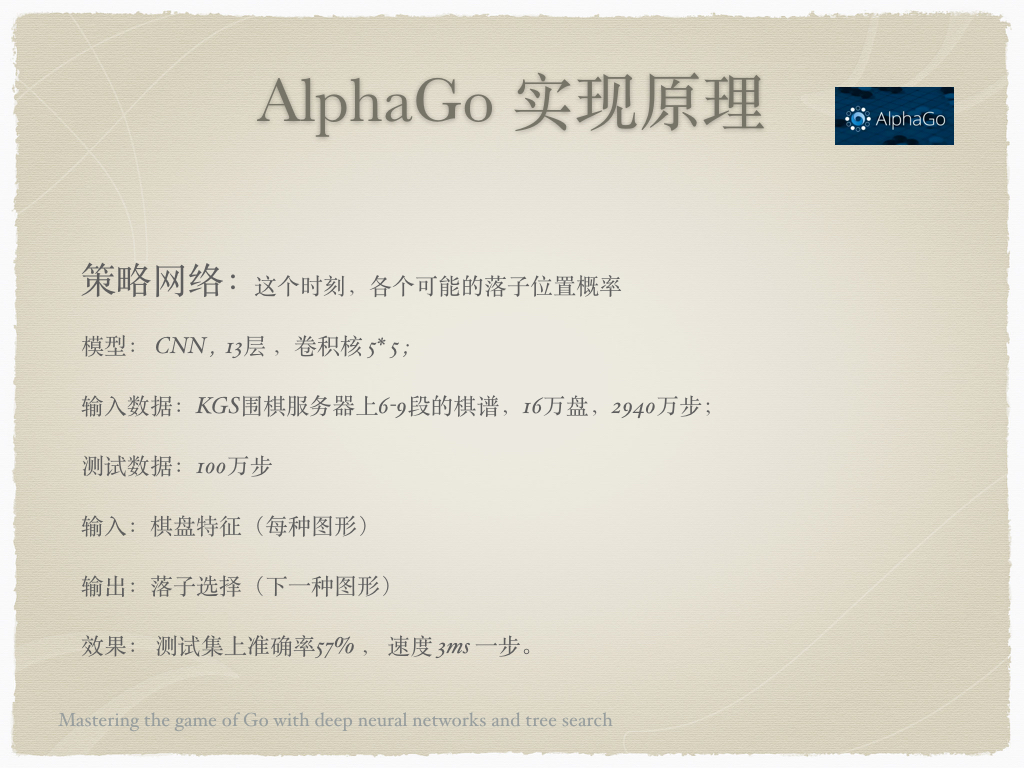 AlphaGo 实现原理
AlphaGo
策略网络：这个时刻，各个可能的落子位置概率
模型： CNN, 13层 ，卷积核 5* 5;
输入数据：KGS围棋服务器上6-9段的棋谱，16万盘，2940万步；
测试数据：100万步
输入：棋盘特征（每种图形）
输出：落子选择（下一种图形）
效果： 测试集上准确率57% ， 速度 3ms 一步。
Mastering the game of Go with deep neural networks and tree search